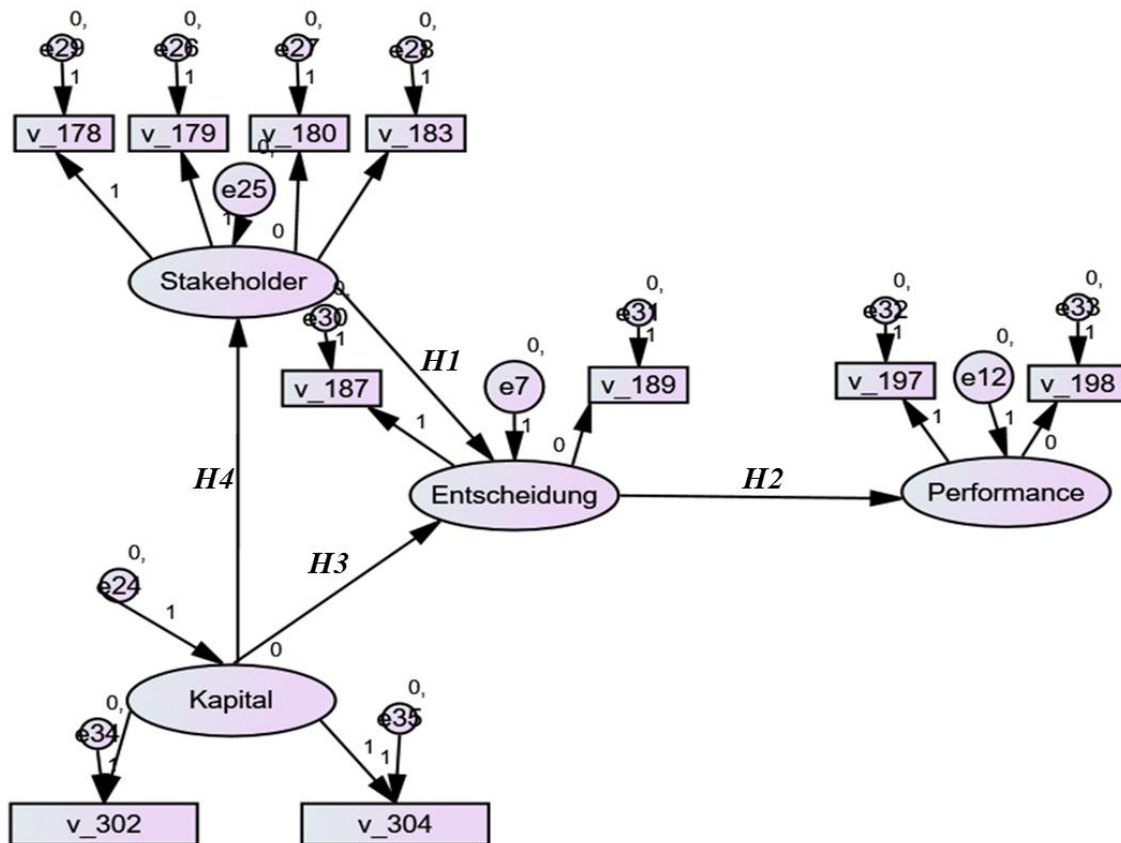 0, 0, 0, 0,
e29 e26 e27 e28
1 1 1 1
v_178 v_179 v_180 v_183
0,
e25
1
1
0
Stakeholder
0,
e30
1
v_187
H1
0,
e7
1
0,
e31
1
v_189
0,
e32
1
v_197
0,
e12
1
0,
e33
1
v_198
1
0
1
0
H4
Entscheidung
H2
Performance
H3
0,
e24
1
0
Kapital
0,
e34
1
0,
e35
1
1
v_302
v_304